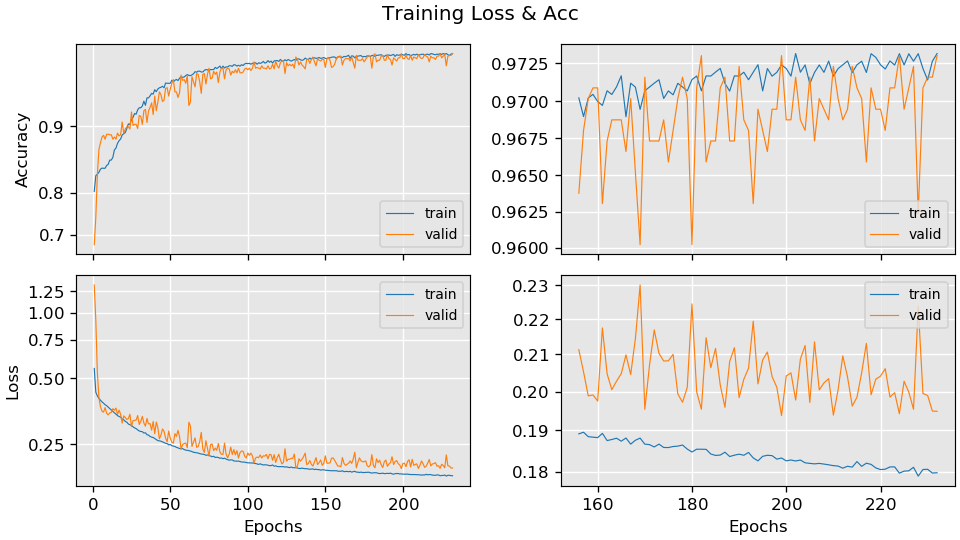 Training Loss & Acc
Accuracy
0.9
0.8
0.7
train
valid
0.9725
0.9700
0.9675
0.9650
0.9625
0.9600
train
valid
Loss
1.25
1.00
0.75
0.50
0.25
train
valid
0 50 100 150 200
Epochs
0.23
0.22
0.21
0.20
0.19
0.18
train
valid
160 180 200 220
Epochs